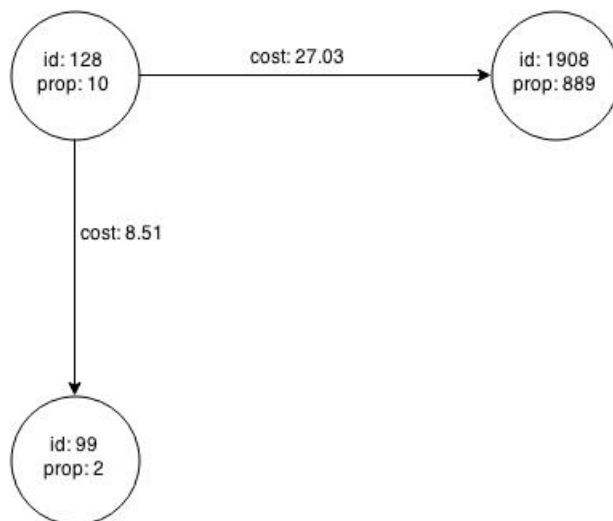 id: 128
prop: 10
cost: 27.03
id: 1908
prop: 889
cost: 8.51
id: 99
prop: 2